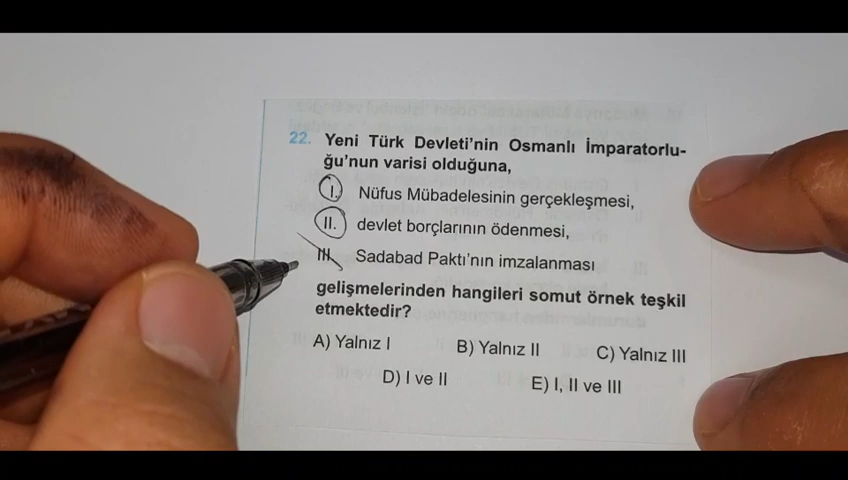 22. Yeni Türk Devleti'nin Osmanlı İmparatorlu-
ğu'nun varisi olduğuna,
I. Nüfus Mübadelesinin gerçekleşmesi,
II. devlet borçlarının ödenmesi,
III. Sadabad Paktı'nın imzalanması
gelişmelerinden hangileri somut örnek teşkil
etmektedir?
A) Yalnız I B) Yalnız II C) Yalnız III
D) I ve II E) I, II ve III